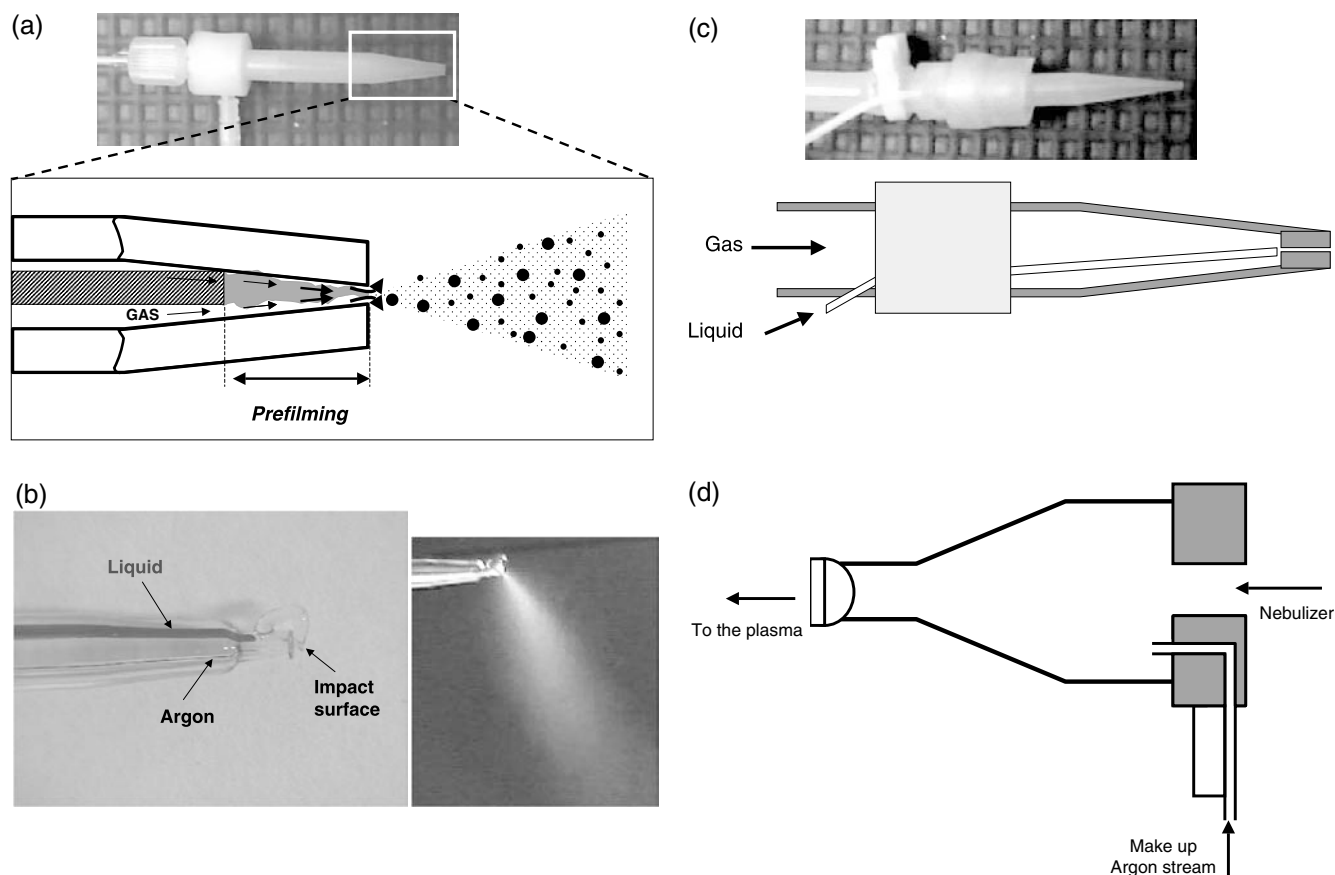 (a)
GAS
Prefilming
(b)
Liquid
Argon
Impact
surface
(c)
Gas
Liquid
(d)
To the plasma
Nebulizer
Make up
Argon stream